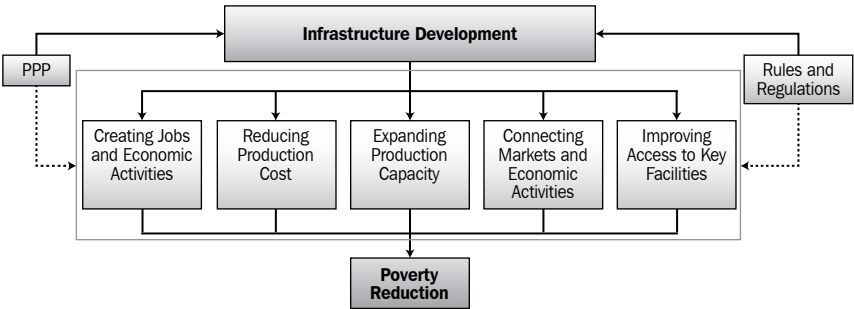 Infrastructure Development
PPP
Rules and
Regulations
Creating Jobs
and Economic
Activities
Reducing
Production
Cost
Expanding
Production
Capacity
Connecting
Markets and
Economic
Activities
Improving
Access to Key
Facilities
Poverty
Reduction